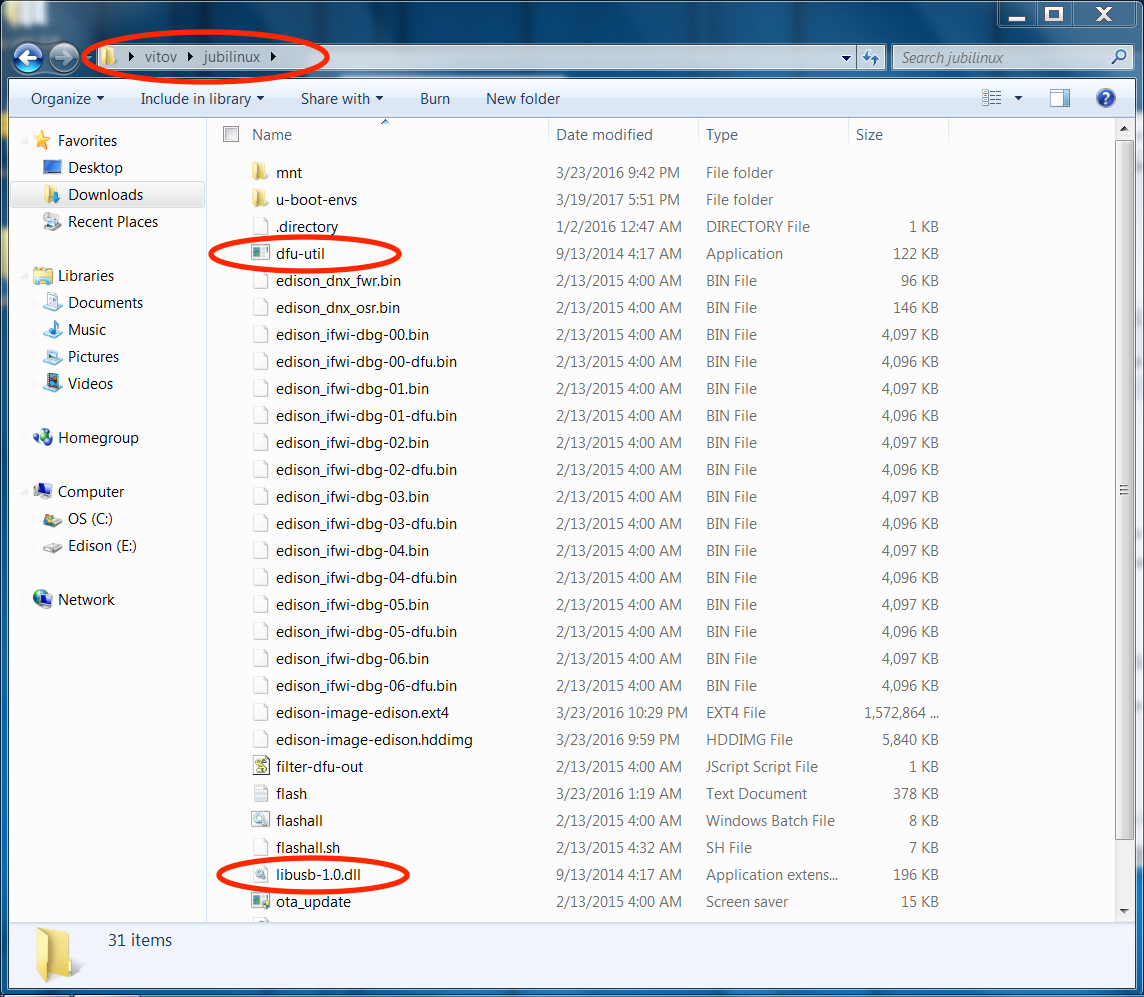 vitov jubilinux Search jubilinux
Organize Include in library Share with Burn New folder
Favorites
Desktop
Downloads
Recent Places
Libraries
Documents
Music
Pictures
Videos
Homegroup
Computer
OS (C:)
Edison (E:)
Network
Name Date modified Type Size
mnt 3/23/2016 9:42 PM File folder
u-boot-envs 3/19/2017 5:51 PM File folder
.directory 1/2/2016 12:47 AM DIRECTORY File 1 KB
dfu-util 9/13/2014 4:17 AM Application 122 KB
edison_dnx_fwr.bin 2/13/2015 4:00 AM BIN File 96 KB
edison_dnx_osr.bin 2/13/2015 4:00 AM BIN File 146 KB
edison_ifwi-dbg-00.bin 2/13/2015 4:00 AM BIN File 4,097 KB
edison_ifwi-dbg-00-dfu.bin 2/13/2015 4:00 AM BIN File 4,096 KB
edison_ifwi-dbg-01.bin 2/13/2015 4:00 AM BIN File 4,097 KB
edison_ifwi-dbg-01-dfu.bin 2/13/2015 4:00 AM BIN File 4,096 KB
edison_ifwi-dbg-02.bin 2/13/2015 4:00 AM BIN File 4,097 KB
edison_ifwi-dbg-02-dfu.bin 2/13/2015 4:00 AM BIN File 4,096 KB
edison_ifwi-dbg-03.bin 2/13/2015 4:00 AM BIN File 4,097 KB
edison_ifwi-dbg-03-dfu.bin 2/13/2015 4:00 AM BIN File 4,096 KB
edison_ifwi-dbg-04.bin 2/13/2015 4:00 AM BIN File 4,097 KB
edison_ifwi-dbg-04-dfu.bin 2/13/2015 4:00 AM BIN File 4,096 KB
edison_ifwi-dbg-05.bin 2/13/2015 4:00 AM BIN File 4,097 KB
edison_ifwi-dbg-05-dfu.bin 2/13/2015 4:00 AM BIN File 4,096 KB
edison_ifwi-dbg-06.bin 2/13/2015 4:00 AM BIN File 4,097 KB
edison_ifwi-dbg-06-dfu.bin 2/13/2015 4:00 AM BIN File 4,096 KB
edison-image-edison.ext4 3/23/2016 10:29 PM EXT4 File 1,572,864 ...
edison-image-edison.hddimg 3/23/2016 9:59 PM HDDIMG File 5,840 KB
filter-dfu-out 2/13/2015 4:00 AM JScript Script File 1 KB
flash 3/23/2016 1:19 AM Text Document 378 KB
flashall 2/13/2015 4:00 AM Windows Batch File 8 KB
flashall.sh 2/13/2015 4:32 AM SH File 7 KB
libusb-1.0.dll 9/13/2014 4:17 AM Application extens... 196 KB
ota_update 2/13/2015 4:00 AM Screen saver 15 KB
31 items